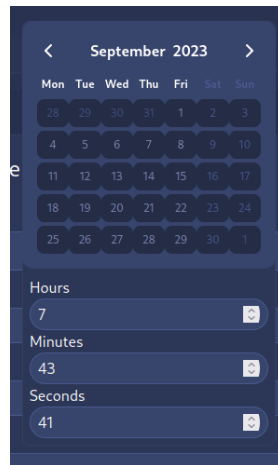 September 2023
Mon Tue Wed Thu Fri Sat Sun
28 29 30 31 1 2 3
4 5 6 7 8 9 10
11 12 13 14 15 16 17
18 19 20 21 22 23 24
25 26 27 28 29 30 1
e
Hours
7
Minutes
43
Seconds
41